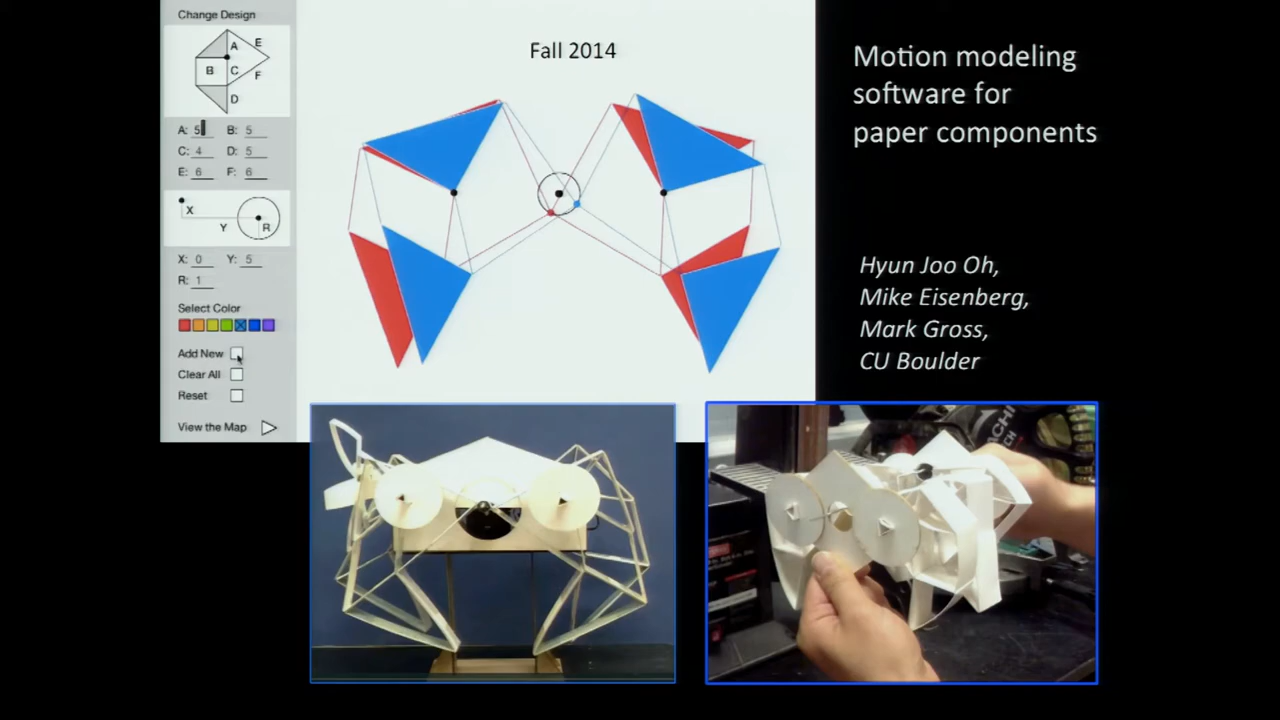 Change Design
A
E
B
C
F
D
A: 5 B: 5
C: 4 D: 5
E: 6 F: 6
X
Y
R
X: 0 Y: 5
R: 1
Select Color
Add New
Clear All
Reset
View the Map
Fall 2014
Motion modeling
software for
paper components
Hyun Joo Oh,
Mike Eisenberg,
Mark Gross,
CU Boulder